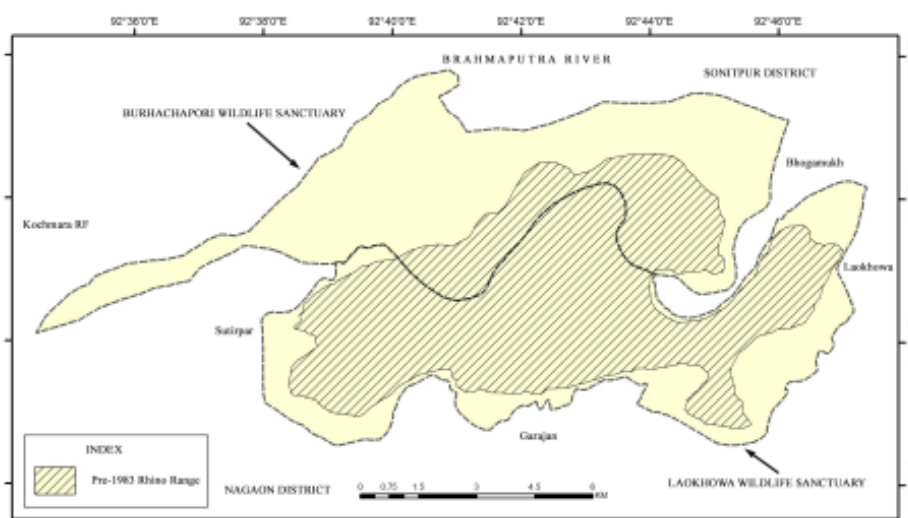 92°36'0"E 92°38'0"E 92°40'0"E 92°42'0"E 92°44'0"E 92°46'0"E
BRAHMAPUTRA RIVER
SONITPUR DISTRICT
BURHACHAPORI WILDLIFE SANCTUARY
Bhogamukh
Kochmara RF
Laokhowa
Sutirpar
Garajan
INDEX
Pre-1983 Rhino Range
NAGAON DISTRICT
0 0.75 1.5 3 4.5 6
KM
LAOKHOWA WILDLIFE SANCTUARY